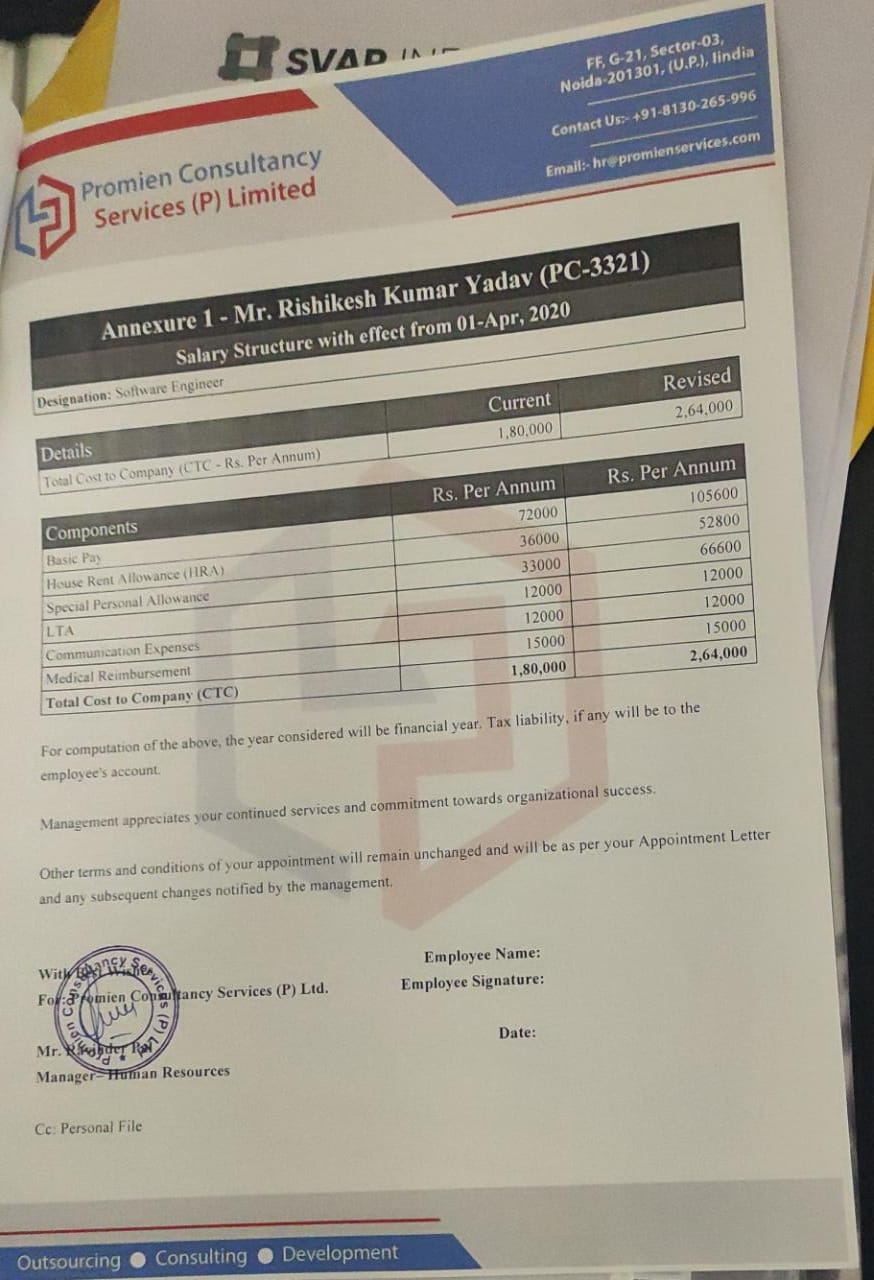 SVAP
FF, G-21, Sector-03,
Noida-201301, (U.P.), Iindia
Contact Us:- +91-8130-265-996
Email:- hr@promienservices.com
Promien Consultancy
Services (P) Limited
Annexure 1 - Mr. Rishikesh Kumar Yadav (PC-3321)
Salary Structure with effect from 01-Apr, 2020
Designation: Software Engineer
Details Current Revised
Total Cost to Company (CTC - Rs. Per Annum) 1,80,000 2,64,000
Components Rs. Per Annum Rs. Per Annum
Basic Pay 72000 105600
House Rent Allowance (HRA) 36000 52800
Special Personal Allowance 33000 66600
LTA 12000 12000
Communication Expenses 12000 12000
Medical Reimbursement 15000 15000
Total Cost to Company (CTC) 1,80,000 2,64,000
For computation of the above, the year considered will be financial year. Tax liability, if any will be to the
employee's account.
Management appreciates your continued services and commitment towards organizational success.
Other terms and conditions of your appointment will remain unchanged and will be as per your Appointment Letter
and any subsequent changes notified by the management.
With Wishes
For: Promien Consultancy Services (P) Ltd.
Mr.
Manager- Human Resources
Promien Consultancy Services (P) Ltd
Employee Name:
Employee Signature:
Date:
Cc: Personal File
Outsourcing ● Consulting ● Development